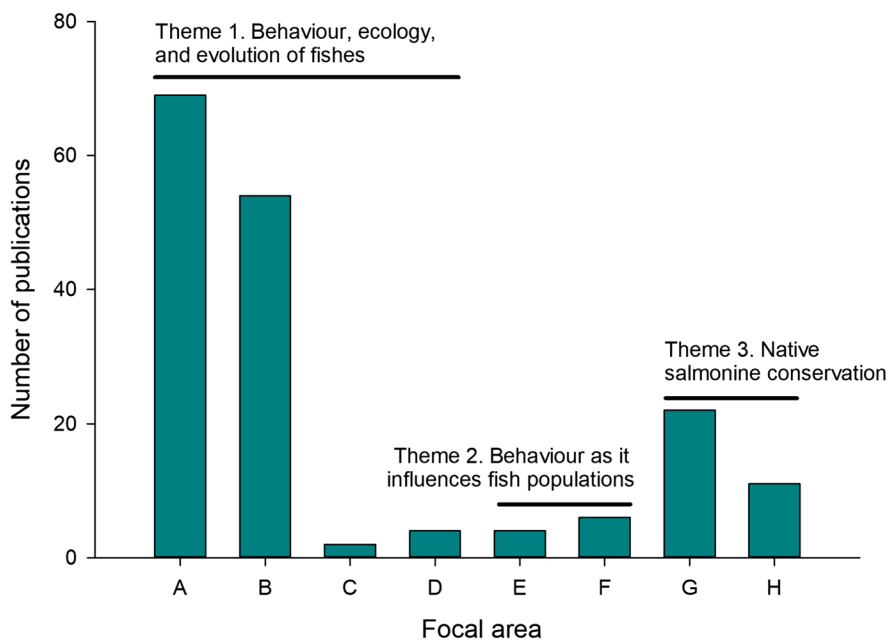 80
Theme 1. Behaviour, ecology,
and evolution of fishes
60
Number of publications
40
Theme 3. Native
salmonine conservation
20
Theme 2. Behaviour as it
influences fish populations
0
A B C D E F G H
Focal area